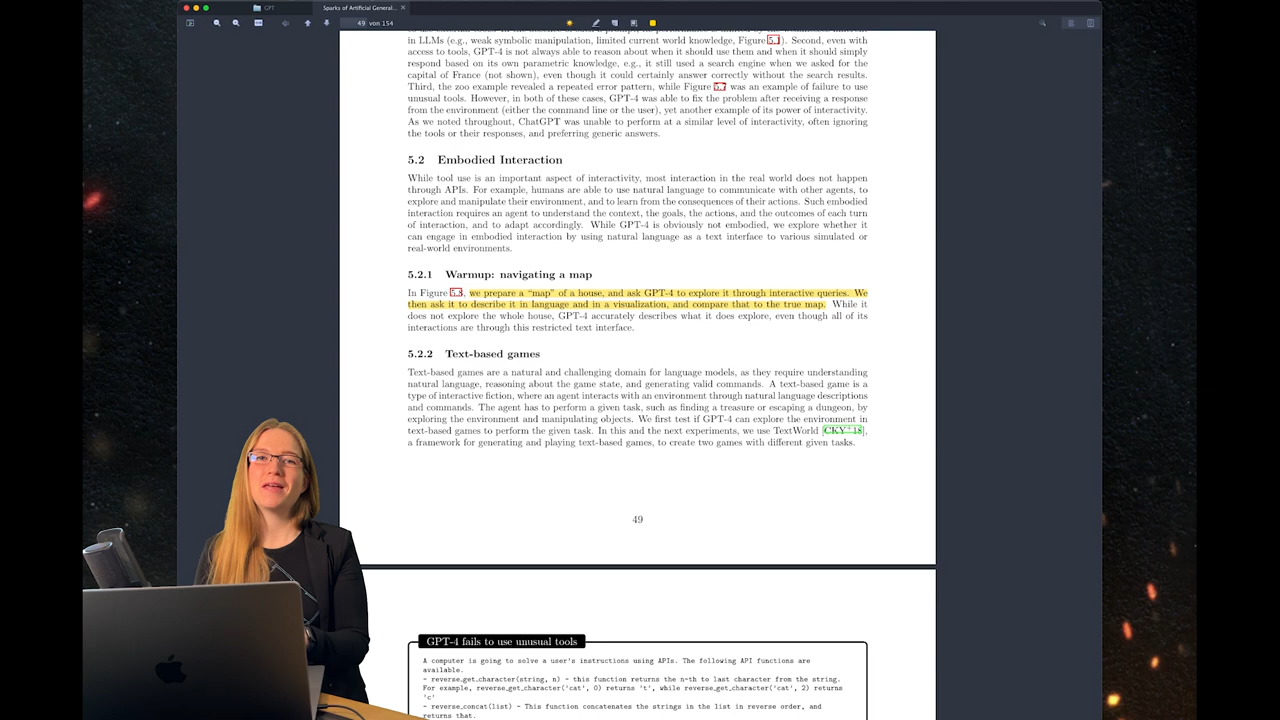 GPT
Sparks of Artificial General...
49 von 154
in LLMs (e.g., weak symbolic manipulation, limited current world knowledge, Figure 5.1). Second, even with
access to tools, GPT-4 is not always able to reason about when it should use them and when it should simply
respond based on its own parametric knowledge, e.g., it still used a search engine when we asked for the
capital of France (not shown), even though it could certainly answer correctly without the search results.
Third, the zoo example revealed a repeated error pattern, while Figure 5.7 was an example of failure to use
unusual tools. However, in both of these cases, GPT-4 was able to fix the problem after receiving a response
from the environment (either the command line or the user), yet another example of its power of interactivity.
As we noted throughout, ChatGPT was unable to perform at a similar level of interactivity, often ignoring
the tools or their responses, and preferring generic answers.
5.2 Embodied Interaction
While tool use is an important aspect of interactivity, most interaction in the real world does not happen
through APIs. For example, humans are able to use natural language to communicate with other agents, to
explore and manipulate their environment, and to learn from the consequences of their actions. Such embodied
interaction requires an agent to understand the context, the goals, the actions, and the outcomes of each turn
of interaction, and to adapt accordingly. While GPT-4 is obviously not embodied, we explore whether it
can engage in embodied interaction by using natural language as a text interface to various simulated or
real-world environments.
5.2.1 Warmup: navigating a map
In Figure 5.8, we prepare a “map” of a house, and ask GPT-4 to explore it through interactive queries. We
then ask it to describe it in language and in a visualization, and compare that to the true map. While it
does not explore the whole house, GPT-4 accurately describes what it does explore, even though all of its
interactions are through this restricted text interface.
5.2.2 Text-based games
Text-based games are a natural and challenging domain for language models, as they require understanding
natural language, reasoning about the game state, and generating valid commands. A text-based game is a
type of interactive fiction, where an agent interacts with an environment through natural language descriptions
and commands. The agent has to perform a given task, such as finding a treasure or escaping a dungeon, by
exploring the environment and manipulating objects. We first test if GPT-4 can explore the environment in
text-based games to perform the given task. In this and the next experiments, we use TextWorld [CKY+18],
a framework for generating and playing text-based games, to create two games with different given tasks.
49
GPT-4 fails to use unusual tools
A computer is going to solve a user's instructions using APIs. The following API functions are
available.
- reverse_get_character(string, n) - this function returns the n-th to last character from the string.
For example, reverse_get_character('cat', 0) returns 't', while reverse_get_character('cat', 2) returns
'c'
- reverse_concat(list) - This function concatenates the strings in the list in reverse order, and
returns that.